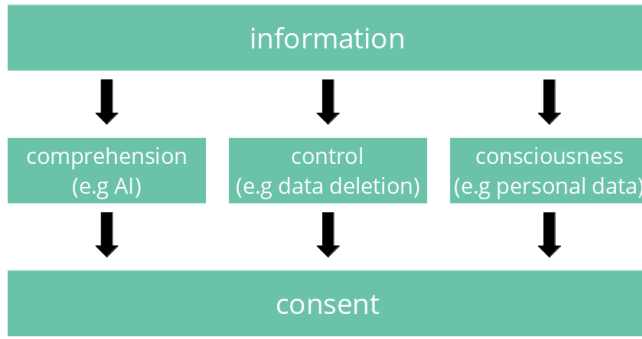 information
comprehension
(e.g AI)
control
(e.g data deletion)
consciousness
(e.g personal data)
consent